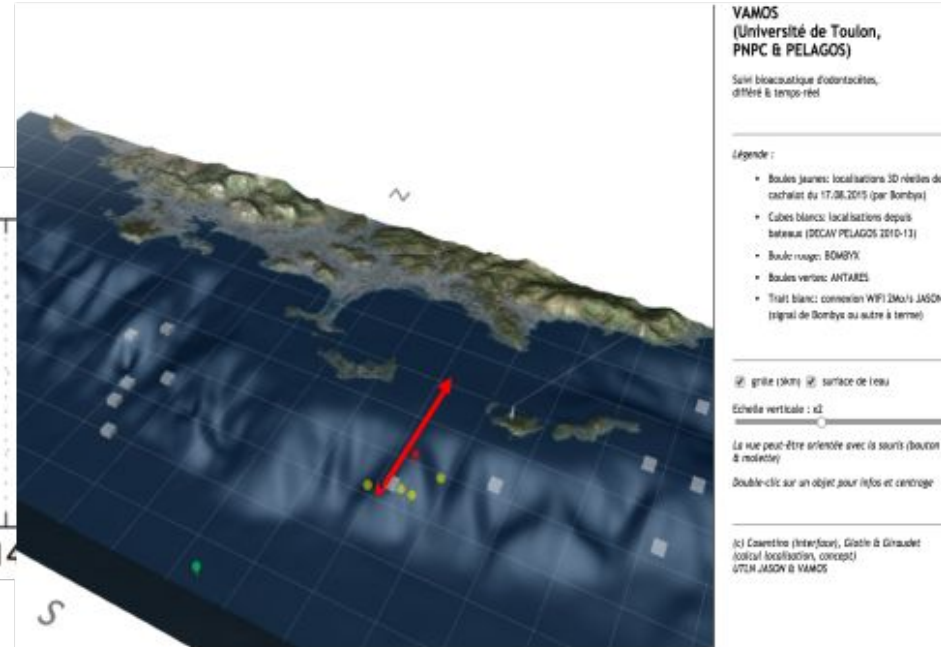 VAMOS
(Université de Toulon,
PNPC & PELAGOS)
Suivi bioacoustique d'odontocètes,
différé & temps-réel
Légende :
• Boules jaunes: localisations 3D réelles de
cachalot du 17.08.2015 (par Bombyx)
• Cubes blancs: localisations depuis
bateaux (DECAV PELAGOS 2010-13)
• Boule rouge: BOMBYX
• Boules vertes: ANTARES
• Trait blanc: connexion WIFI 2Mo/s JASON
(signal de Bombyx ou autre à terme)
grille (5km) surface de l'eau
Echelle verticale : x2
La vue peut-être orientée avec la souris (bouton
& molette)
Double-clic sur un objet pour infos et centrage
(c) Cosentino (interface), Glotin & Giraudet
(calcul localisation, concept)
UTLN JASON & VAMOS
4
S